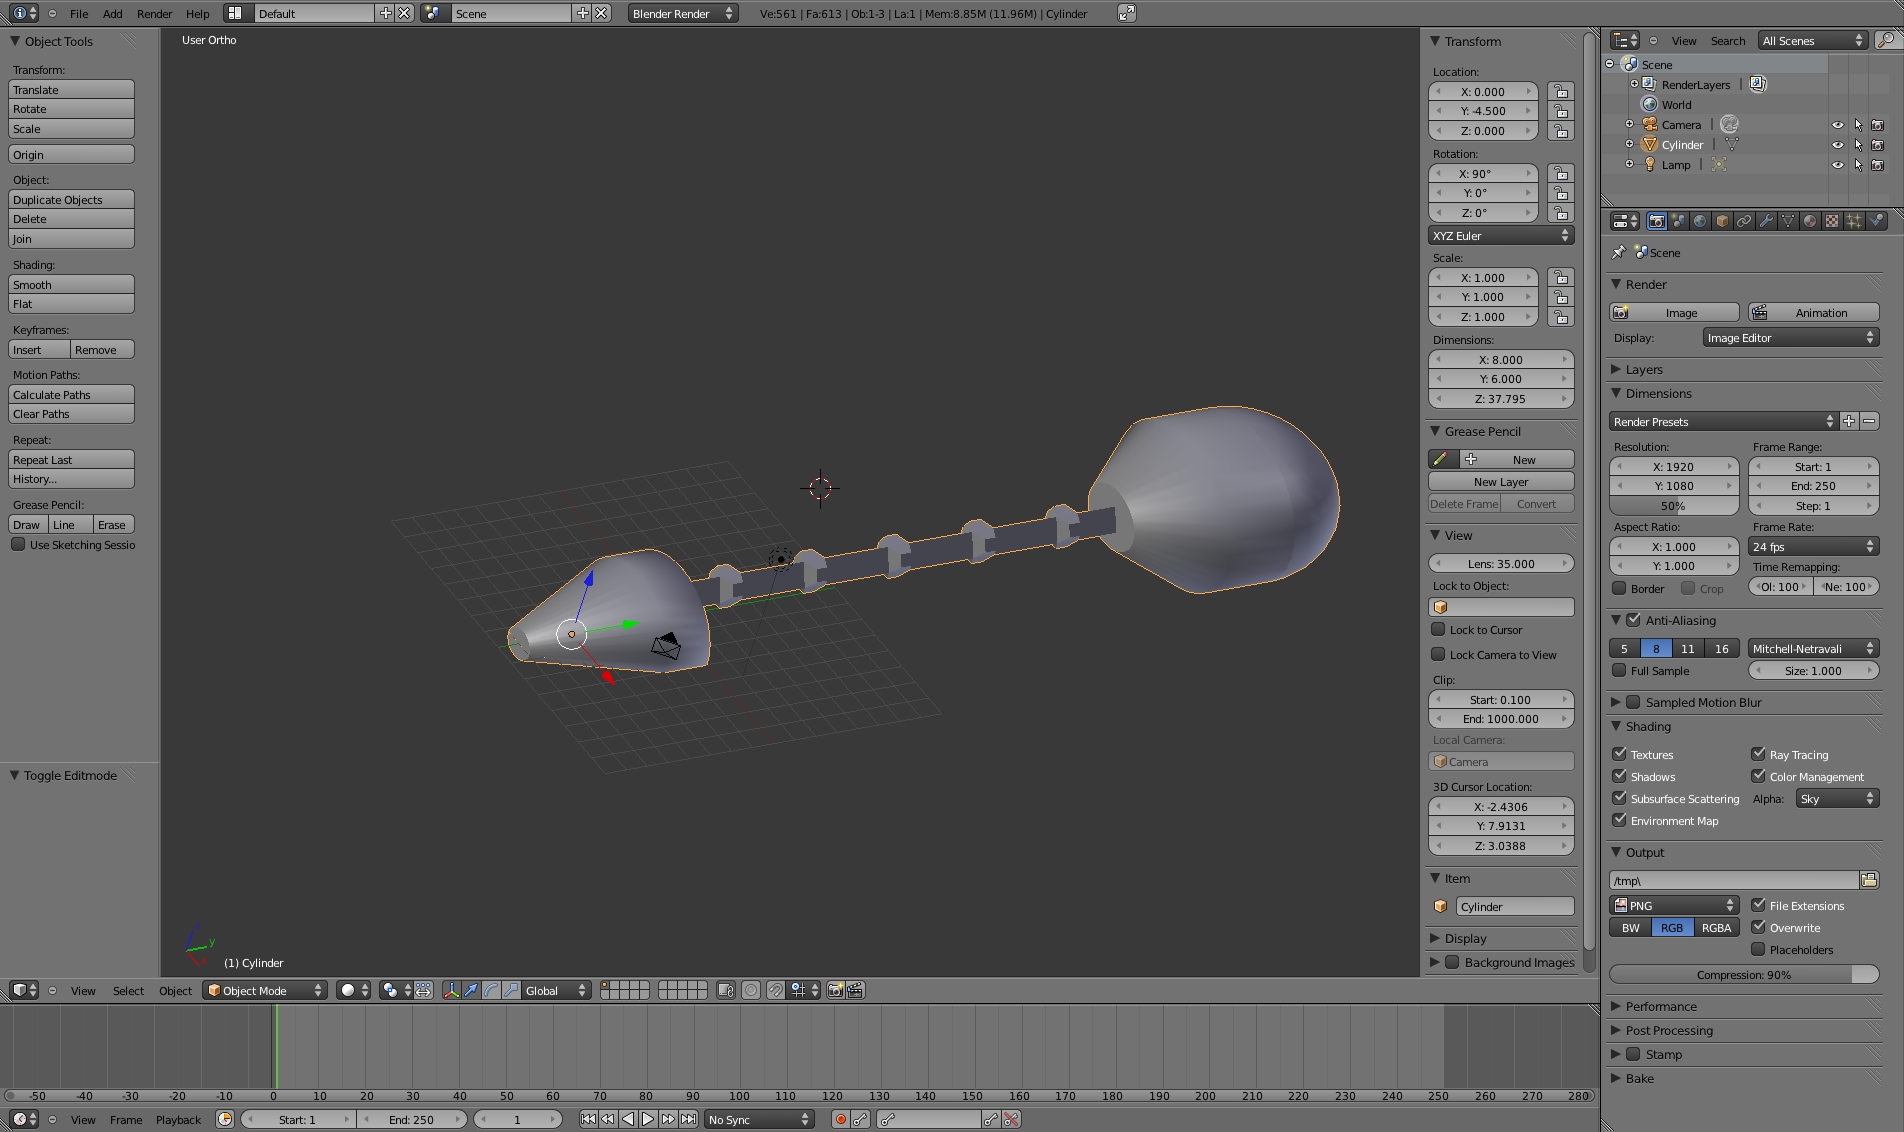 File Add Render Help Default Scene Blender Render Ve:561 | Fa:613 | Ob:1-3 | La:1 | Mem:8.85M (11.96M) | Cylinder
Object Tools
Transform:
Translate
Rotate
Scale
Origin
Object:
Duplicate Objects
Delete
Join
Shading:
Smooth
Flat
Keyframes:
Insert Remove
Motion Paths:
Calculate Paths
Clear Paths
Repeat:
Repeat Last
History...
Grease Pencil:
Draw Line Erase
Use Sketching Sessio
Toggle Editmode
User Ortho
y
(1) Cylinder
Transform
Location:
X: 0.000
Y: -4.500
Z: 0.000
Rotation:
X: 90°
Y: 0°
Z: 0°
XYZ Euler
Scale:
X: 1.000
Y: 1.000
Z: 1.000
Dimensions:
X: 8.000
Y: 6.000
Z: 37.795
Grease Pencil
New
New Layer
Delete Frame Convert
View
Lens: 35.000
Lock to Object:
Lock to Cursor
Lock Camera to View
Clip:
Start: 0.100
End: 1000.000
Local Camera:
Camera
3D Cursor Location:
X: -2.4306
Y: 7.9131
Z: 3.0388
Item
Cylinder
Display
Background Images
View Search All Scenes
Scene
RenderLayers |
World
Camera |
Cylinder |
Lamp |
Scene
Render
Image Animation
Display: Image Editor
Layers
Dimensions
Render Presets
Resolution: Frame Range:
X: 1920 Start: 1
Y: 1080 End: 250
50% Step: 1
Aspect Ratio: Frame Rate:
X: 1.000 24 fps
Y: 1.000 Time Remapping:
Border Crop Ol: 100 Ne: 100
Anti-Aliasing
5 8 11 16 Mitchell-Netravali
Full Sample Size: 1.000
Sampled Motion Blur
Shading
Textures Ray Tracing
Shadows Color Management
Subsurface Scattering Alpha: Sky
Environment Map
Output
/tmp\
PNG File Extensions
BW RGB RGBA Overwrite
Placeholders
Compression: 90%
Performance
Post Processing
Stamp
Bake
View Select Object Object Mode Global
-50 -40 -30 -20 -10 0 10 20 30 40 50 60 70 80 90 100 110 120 130 140 150 160 170 180 190 200 210 220 230 240 250 260 270 280
View Frame Playback Start: 1 End: 250 1 No Sync